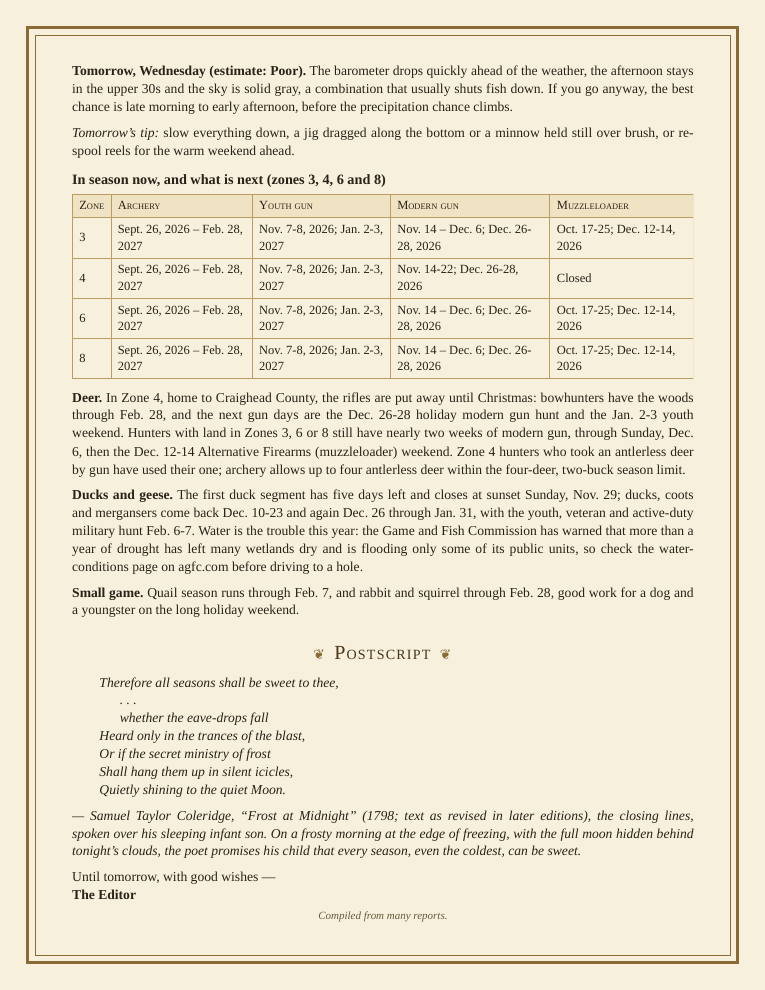 Tomorrow, Wednesday (estimate: Poor). The barometer drops quickly ahead of the weather, the afternoon stays
in the upper 30s and the sky is solid gray, a combination that usually shuts fish down. If you go anyway, the best
chance is late morning to early afternoon, before the precipitation chance climbs.
Tomorrow's tip: slow everything down, a jig dragged along the bottom or a minnow held still over brush, or re-
spool reels for the warm weekend ahead.
In season now, and what is next (zones 3, 4, 6 and 8)
Zone Archery Youth gun Modern gun Muzzleloader
3 Sept. 26, 2026 – Feb. 28, 2027 Nov. 7-8, 2026; Jan. 2-3, 2027 Nov. 14 – Dec. 6; Dec. 26-28, 2026 Oct. 17-25; Dec. 12-14, 2026
4 Sept. 26, 2026 – Feb. 28, 2027 Nov. 7-8, 2026; Jan. 2-3, 2027 Nov. 14-22; Dec. 26-28, 2026 Closed
6 Sept. 26, 2026 – Feb. 28, 2027 Nov. 7-8, 2026; Jan. 2-3, 2027 Nov. 14 – Dec. 6; Dec. 26-28, 2026 Oct. 17-25; Dec. 12-14, 2026
8 Sept. 26, 2026 – Feb. 28, 2027 Nov. 7-8, 2026; Jan. 2-3, 2027 Nov. 14 – Dec. 6; Dec. 26-28, 2026 Oct. 17-25; Dec. 12-14, 2026
Deer. In Zone 4, home to Craighead County, the rifles are put away until Christmas: bowhunters have the woods
through Feb. 28, and the next gun days are the Dec. 26-28 holiday modern gun hunt and the Jan. 2-3 youth
weekend. Hunters with land in Zones 3, 6 or 8 still have nearly two weeks of modern gun, through Sunday, Dec.
6, then the Dec. 12-14 Alternative Firearms (muzzleloader) weekend. Zone 4 hunters who took an antlerless deer
by gun have used their one; archery allows up to four antlerless deer within the four-deer, two-buck season limit.
Ducks and geese. The first duck segment has five days left and closes at sunset Sunday, Nov. 29; ducks, coots
and mergansers come back Dec. 10-23 and again Dec. 26 through Jan. 31, with the youth, veteran and active-duty
military hunt Feb. 6-7. Water is the trouble this year: the Game and Fish Commission has warned that more than a
year of drought has left many wetlands dry and is flooding only some of its public units, so check the water-
conditions page on agfc.com before driving to a hole.
Small game. Quail season runs through Feb. 7, and rabbit and squirrel through Feb. 28, good work for a dog and
a youngster on the long holiday weekend.
❦ Postscript ❦
Therefore all seasons shall be sweet to thee,
. . .
whether the eave-drops fall
Heard only in the trances of the blast,
Or if the secret ministry of frost
Shall hang them up in silent icicles,
Quietly shining to the quiet Moon.
— Samuel Taylor Coleridge, “Frost at Midnight” (1798; text as revised in later editions), the closing lines,
spoken over his sleeping infant son. On a frosty morning at the edge of freezing, with the full moon hidden behind
tonight's clouds, the poet promises his child that every season, even the coldest, can be sweet.
Until tomorrow, with good wishes —
The Editor
Compiled from many reports.